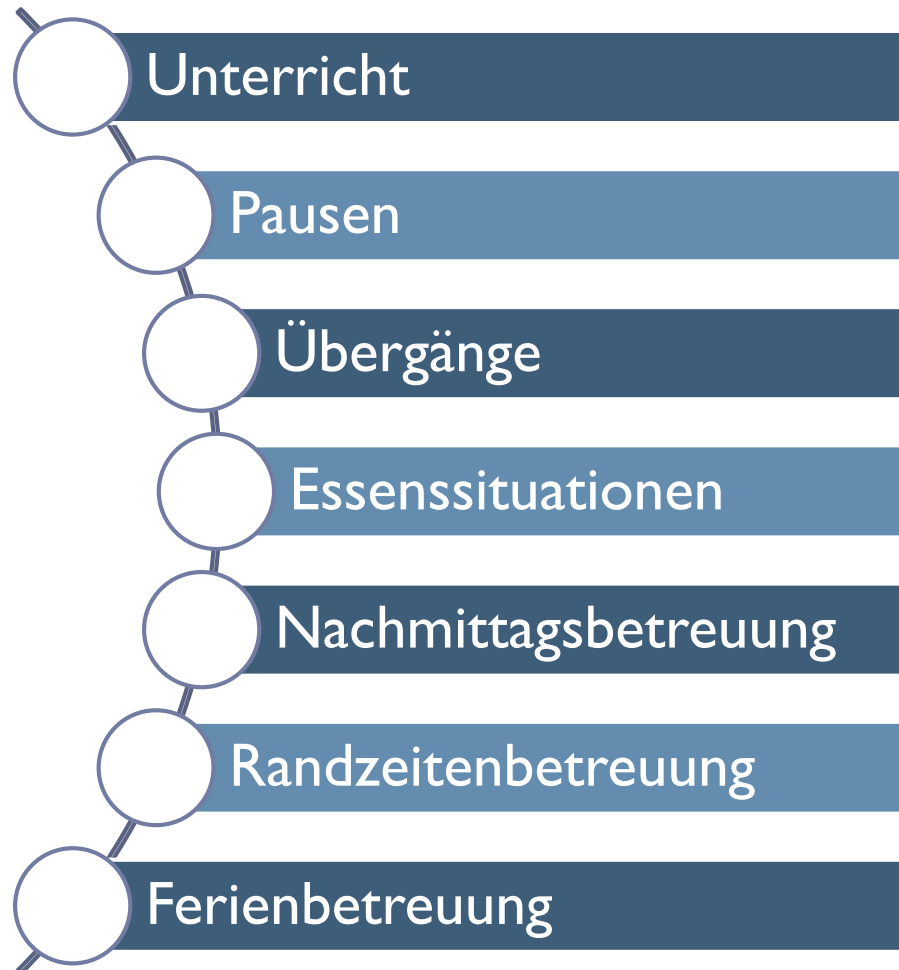 Unterricht
Pausen
Übergänge
Essenssituationen
Nachmittagsbetreuung
Randzeitenbetreuung
Ferienbetreuung